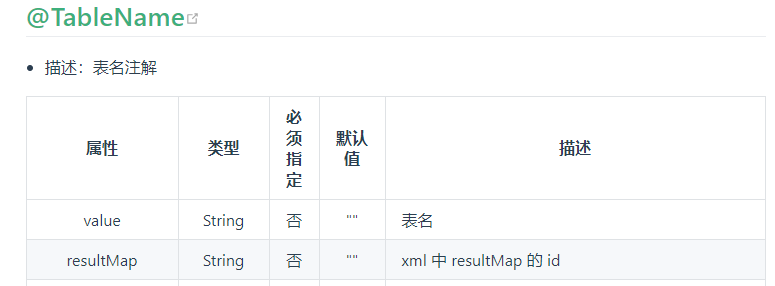 @TableName
描述：表名注解
属性 类型 必须指定 默认值 描述
value String 否 "" 表名
resultMap String 否 "" xml 中 resultMap 的 id